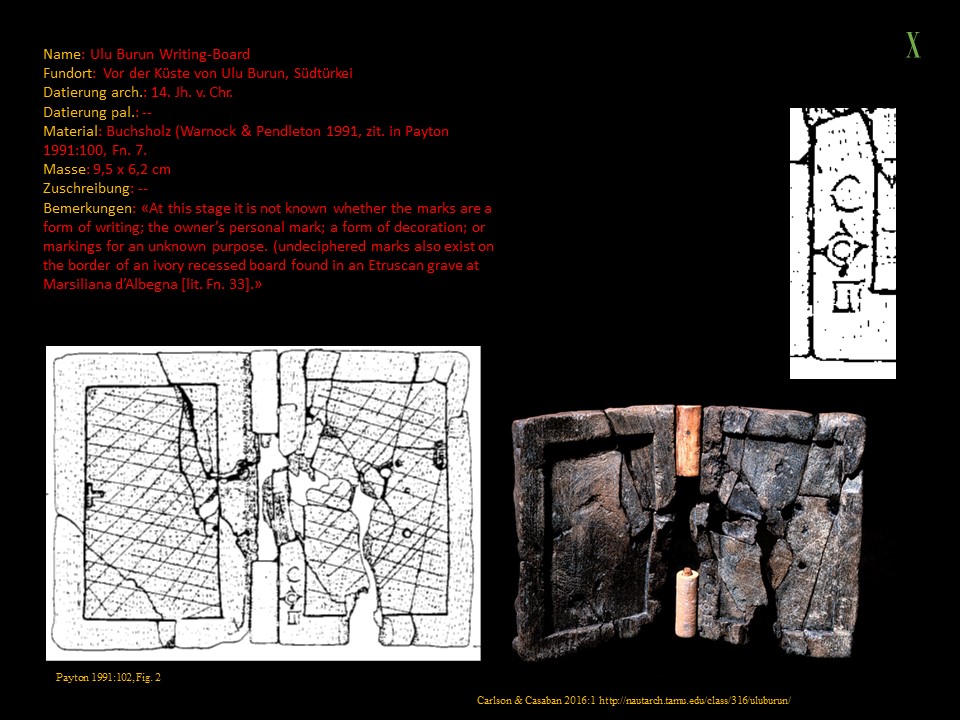 X
Name: Ulu Burun Writing-Board
Fundort: Vor der Küste von Ulu Burun, Südtürkei
Datierung arch.: 14. Jh. v. Chr.
Datierung pal.: --
Material: Buchsholz (Warnock & Pendleton 1991, zit. in Payton
1991:100, Fn. 7.
Masse: 9,5 x 6,2 cm
Zuschreibung: --
Bemerkungen: «At this stage it is not known whether the marks are a
form of writing; the owner's personal mark; a form of decoration; or
markings for an unknown purpose. (undeciphered marks also exist on
the border of an ivory recessed board found in an Etruscan grave at
Marsiliana d'Albegna [lit. Fn. 33].»
Payton 1991:102, Fig. 2
Carlson & Casaban 2016:1 http://nautarch.tamu.edu/class/316/uluburun/